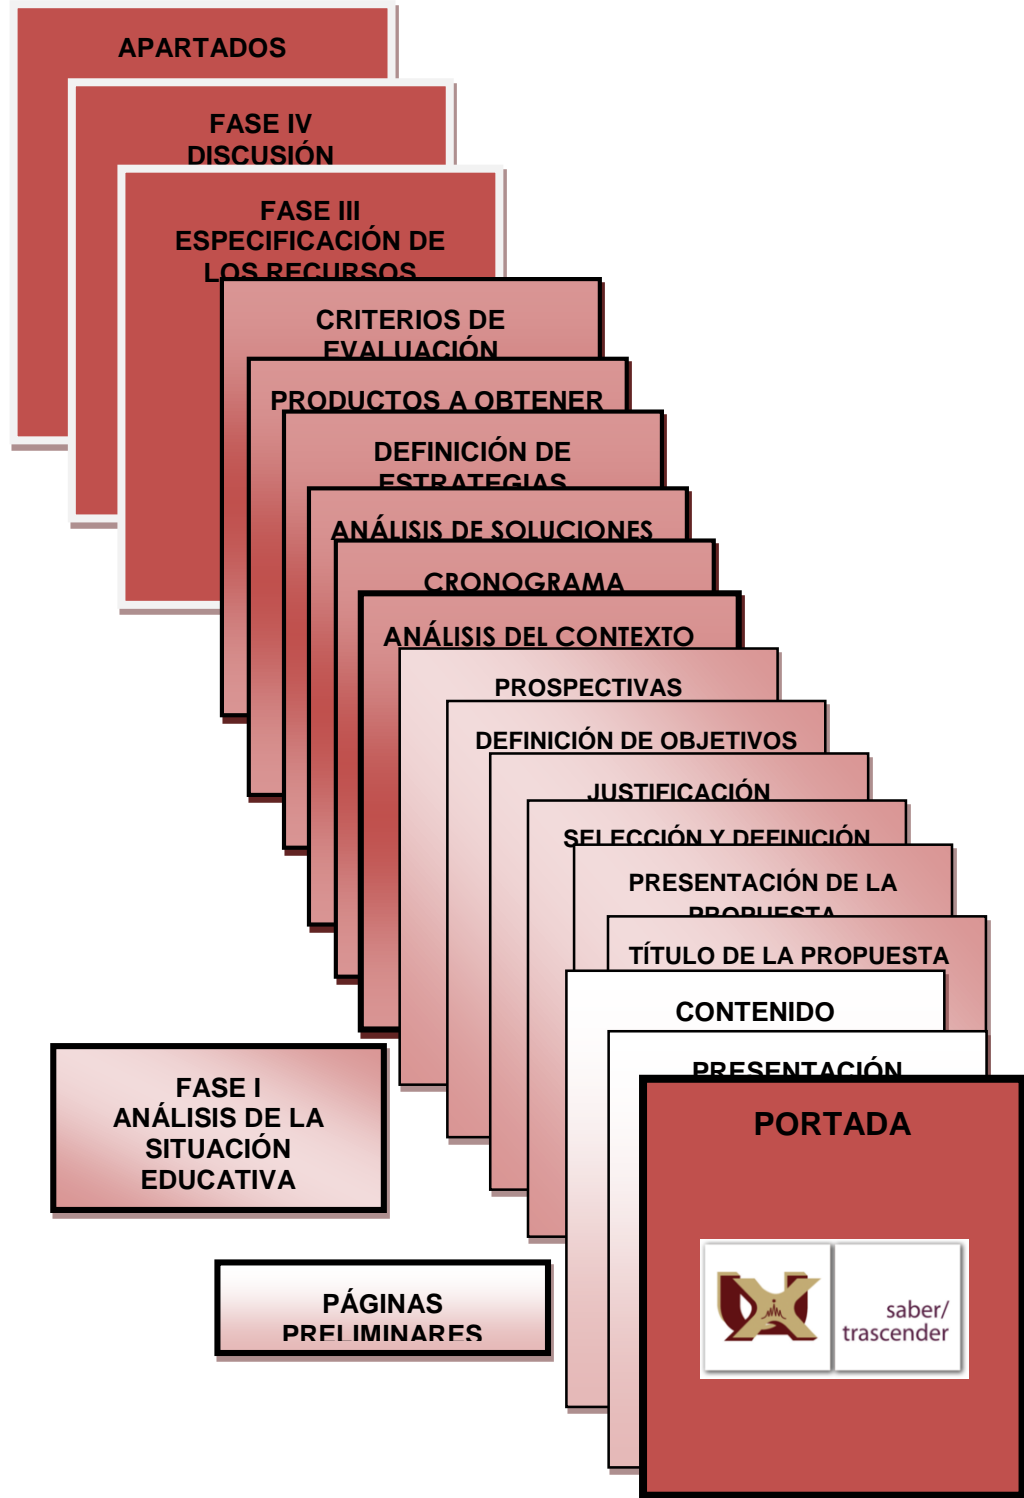 APARTADOS
FASE IV
DISCUSIÓN
FASE III
ESPECIFICACIÓN DE
LOS RECURSOS
CRITERIOS DE
EVALUACIÓN
PRODUCTOS A OBTENER
DEFINICIÓN DE
ESTRATEGIAS
ANÁLISIS DE SOLUCIONES
CRONOGRAMA
ANÁLISIS DEL CONTEXTO
PROSPECTIVAS
DEFINICIÓN DE OBJETIVOS
JUSTIFICACIÓN
SELECCIÓN Y DEFINICIÓN
PRESENTACIÓN DE LA
PROPUESTA
TÍTULO DE LA PROPUESTA
CONTENIDO
PRESENTACIÓN
PORTADA
FASE I
ANÁLISIS DE LA
SITUACIÓN
EDUCATIVA
PÁGINAS
PRELIMINARES
saber/
trascender